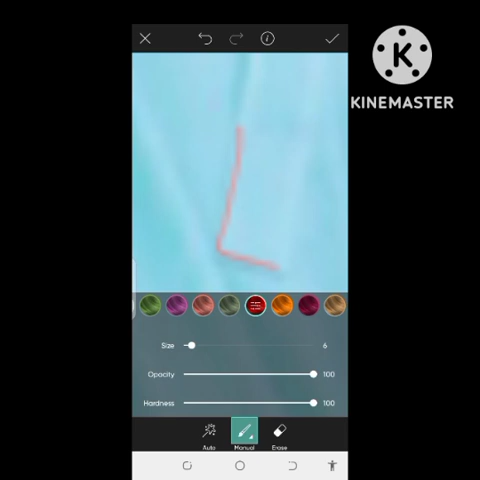 K
KINEMASTER
L
Size 6
Opacity 100
Hardness 100
Auto Manual Erase